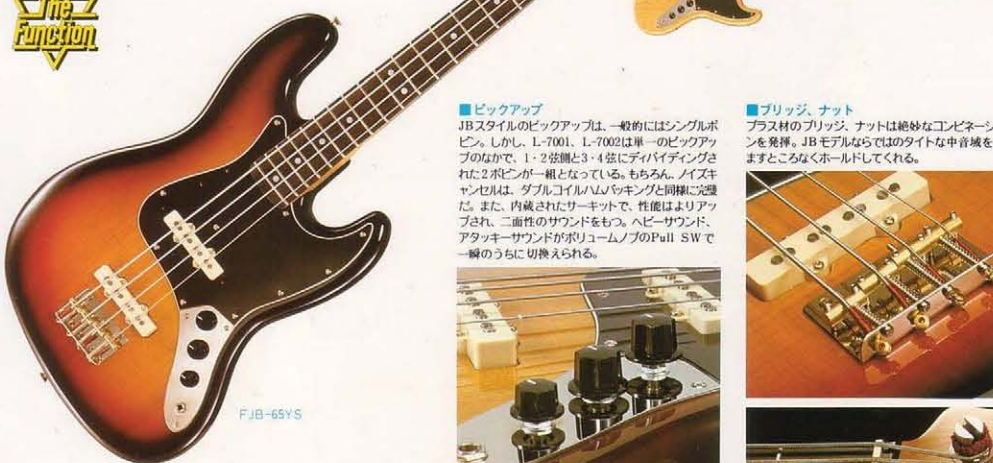 The
Function
■ピックアップ
JBスタイルのピックアップは、一般的にはシングルボ
ビン。しかし、L-7001、L-7002は単一のピックアッ
プのなかで、1・2弦側と3・4弦にディバイディングさ
れた2ボビンが一組となっている。もちろん、ノイズキ
ャンセルは、ダブルコイルハムバッキングと同様に完璧
だ。また、内蔵されたサーキットで、性能はよりアッ
プされ、二面性のサウンドをもつ。ヘビーサウンド、
アタッキーサウンドがボリュームノブのPull SWで
一瞬のうちに切換えられる。
■ブリッジ、ナット
ブラス材のブリッジ、ナットは絶妙なコンビネーショ
ンを発揮。JBモデルならではのタイトな中音域を
ますところなくホールドしてくれる。
FJB-65YS